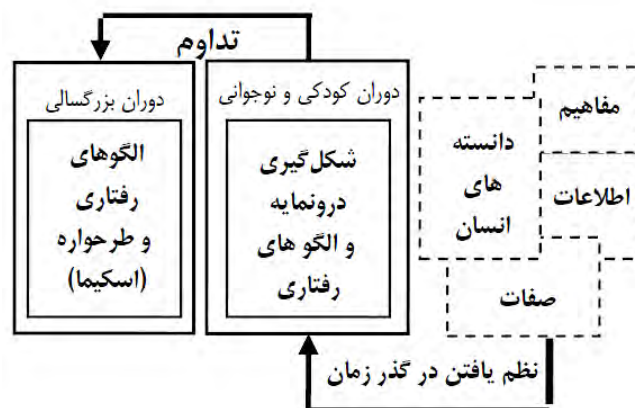 تداوم
مفاهیم
اطلاعات
دانسته
های
انسان
صفات
نظم یافتن در گذر زمان
دوران کودکی و نوجوانی
شکل‌گیری
درونمایه
و الگو های
رفتاری
دوران بزرگسالی
الگوهای
رفتاری
و طرحواره
(اسکیما)